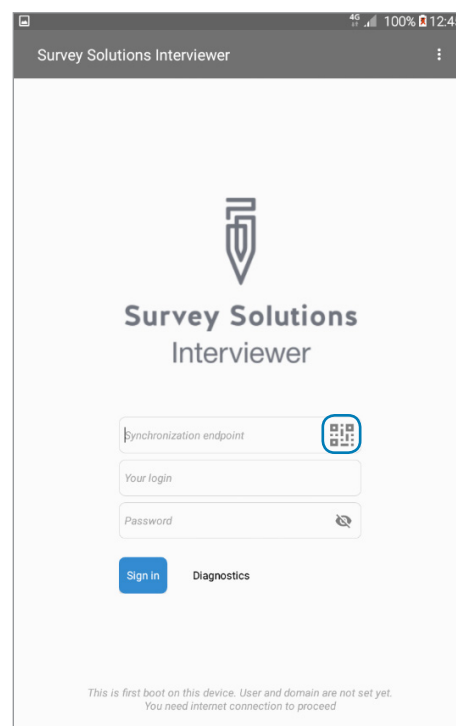 4G 100% 12:4
Survey Solutions Interviewer
Survey Solutions
Interviewer
Synchronization endpoint
Your login
Password
Sign in Diagnostics
This is first boot on this device. User and domain are not set yet.
You need internet connection to proceed